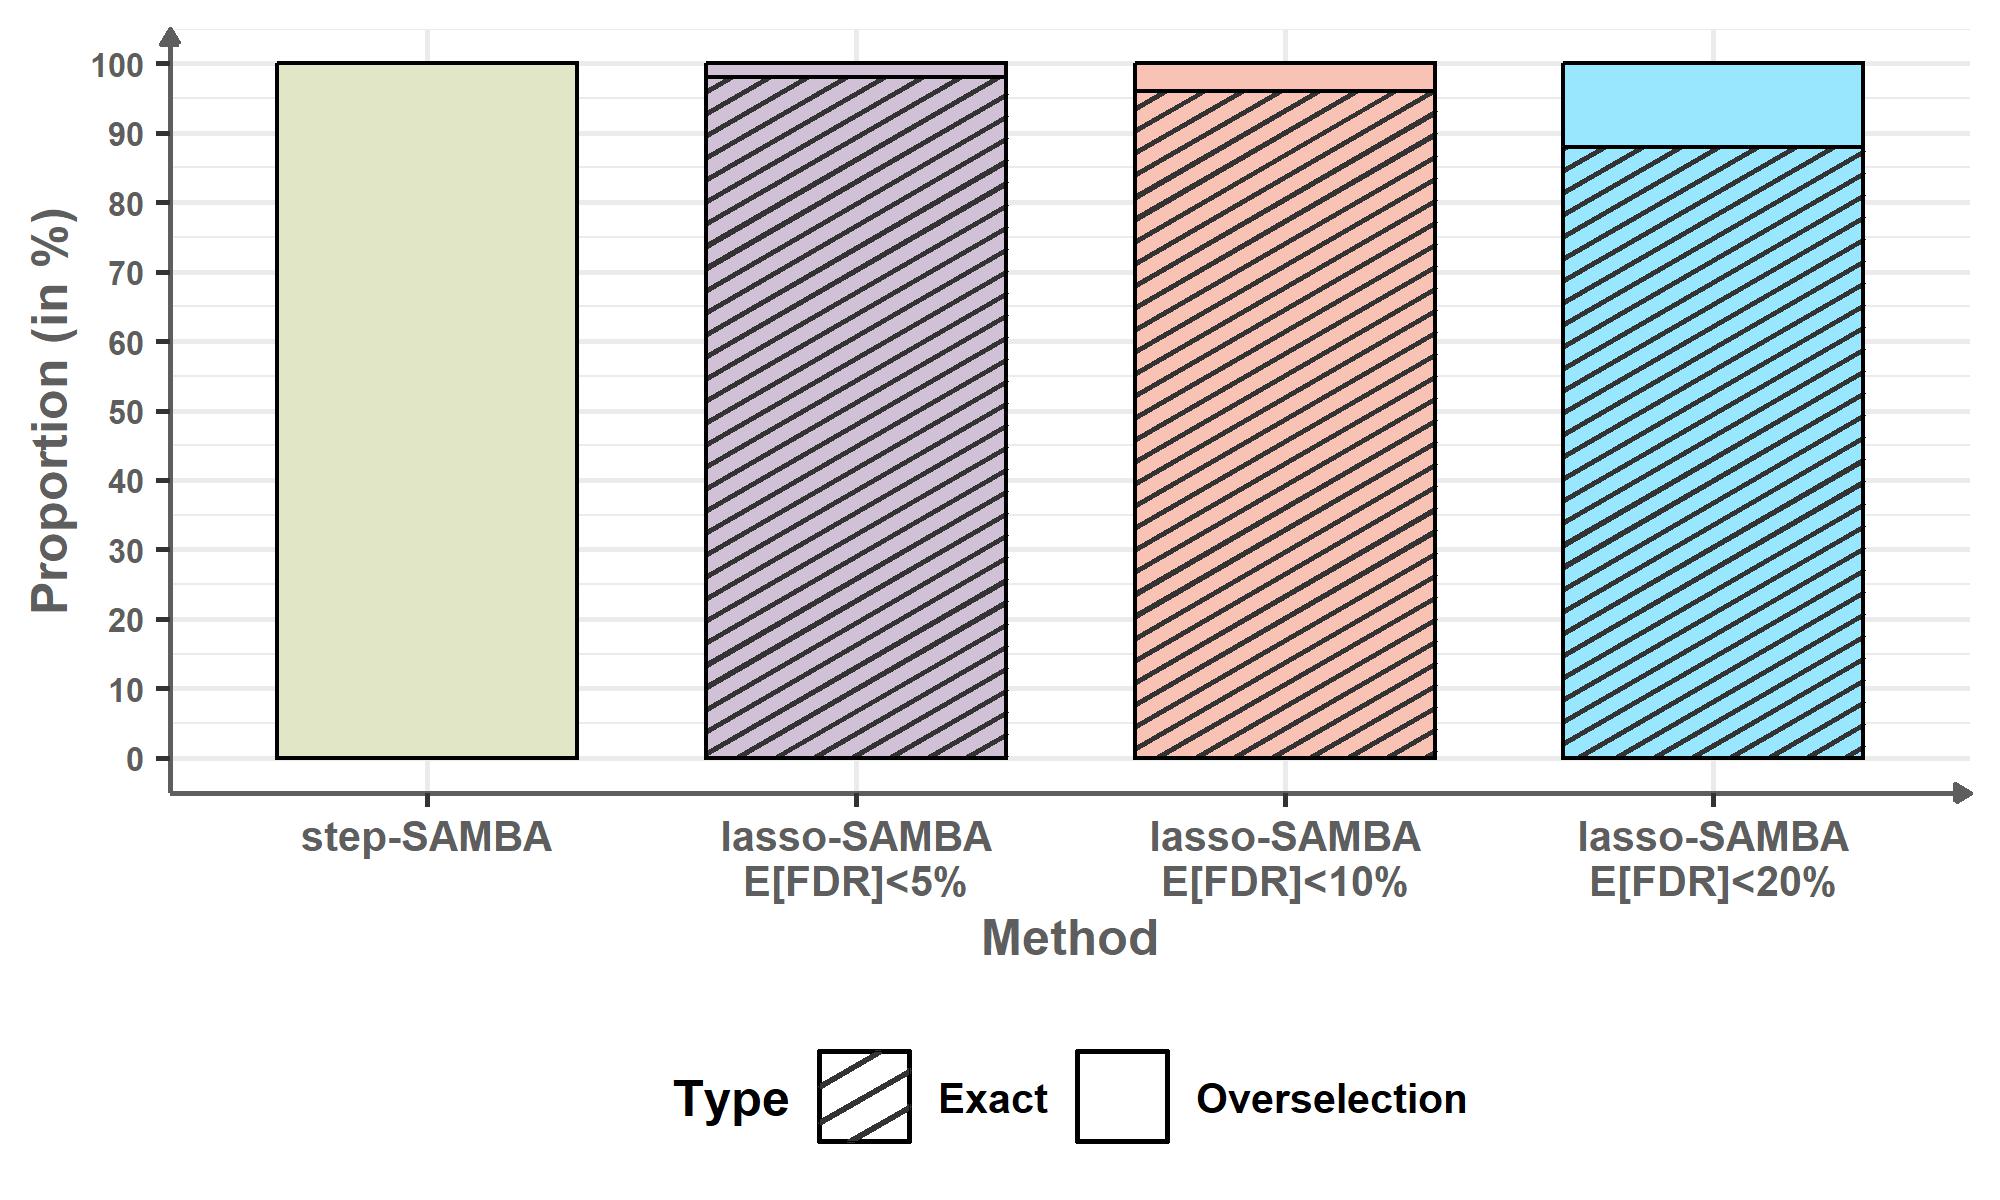 Proportion (in %)
100
90
80
70
60
50
40
30
20
10
0
step-SAMBA
lasso-SAMBA
E[FDR]<5%
lasso-SAMBA
E[FDR]<10%
lasso-SAMBA
E[FDR]<20%
Method
Type Exact Overselection